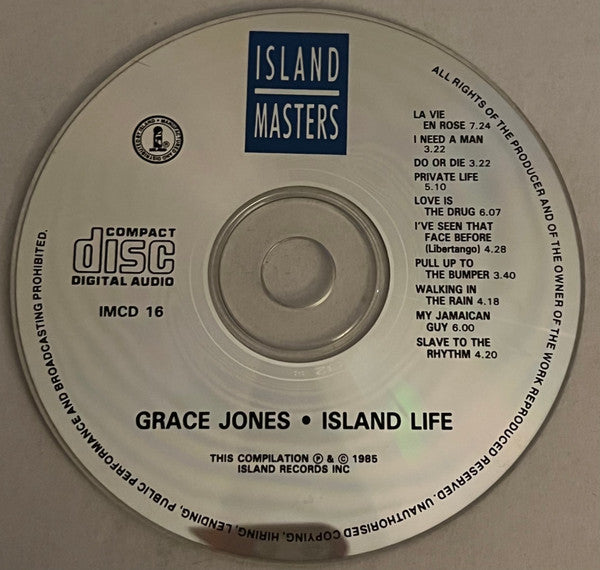 ISLAND
MASTERS
MANUFACTURED AND DISTRIBUTED BY ISLAND •
COMPACT
disc
DIGITAL AUDIO
IMCD 16
LA VIE
EN ROSE 7.24
I NEED A MAN
3.22
DO OR DIE 3.22
PRIVATE LIFE
5.10
LOVE IS
THE DRUG 6.07
I'VE SEEN THAT
FACE BEFORE
(Libertango) 4.28
PULL UP TO
THE BUMPER 3.40
WALKING IN
THE RAIN 4.18
MY JAMAICAN
GUY 6.00
SLAVE TO THE
RHYTHM 4.20
GRACE JONES • ISLAND LIFE
THIS COMPILATION ℗ & © 1985
ISLAND RECORDS INC
ALL RIGHTS OF THE PRODUCER AND OF THE OWNER OF THE WORK REPRODUCED RESERVED. UNAUTHORISED COPYING, HIRING, LENDING, PUBLIC PERFORMANCE AND BROADCASTING PROHIBITED.